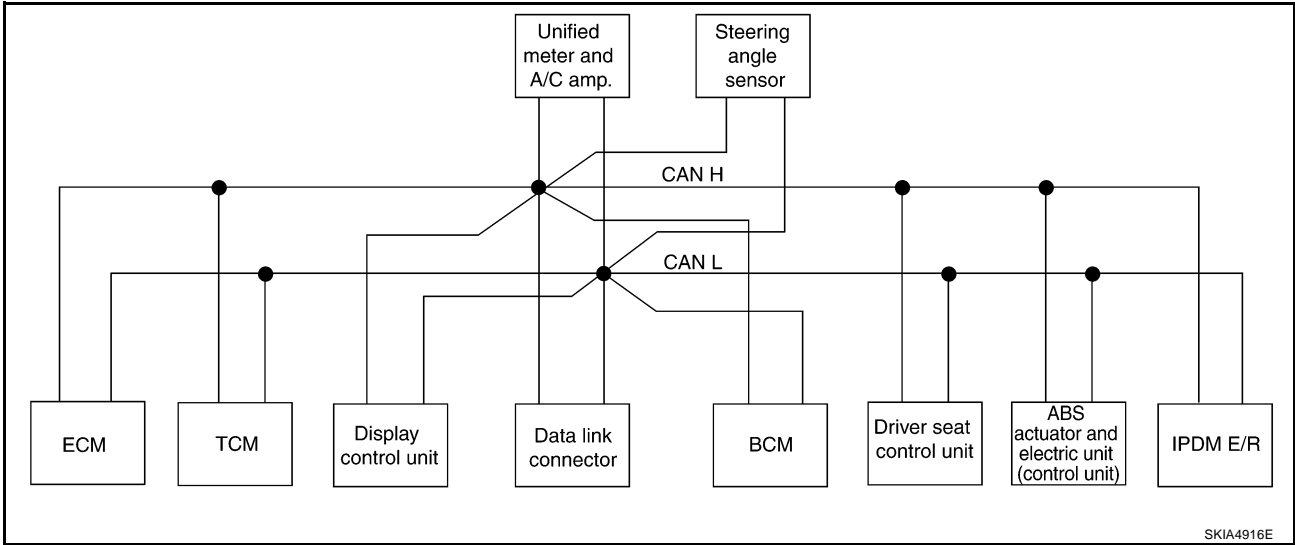 Unified
meter and
A/C amp.
Steering
angle
sensor
CAN H
CAN L
ECM
TCM
Display
control unit
Data link
connector
BCM
Driver seat
control unit
ABS
actuator and
electric unit
(control unit)
IPDM E/R
SKIA4916E